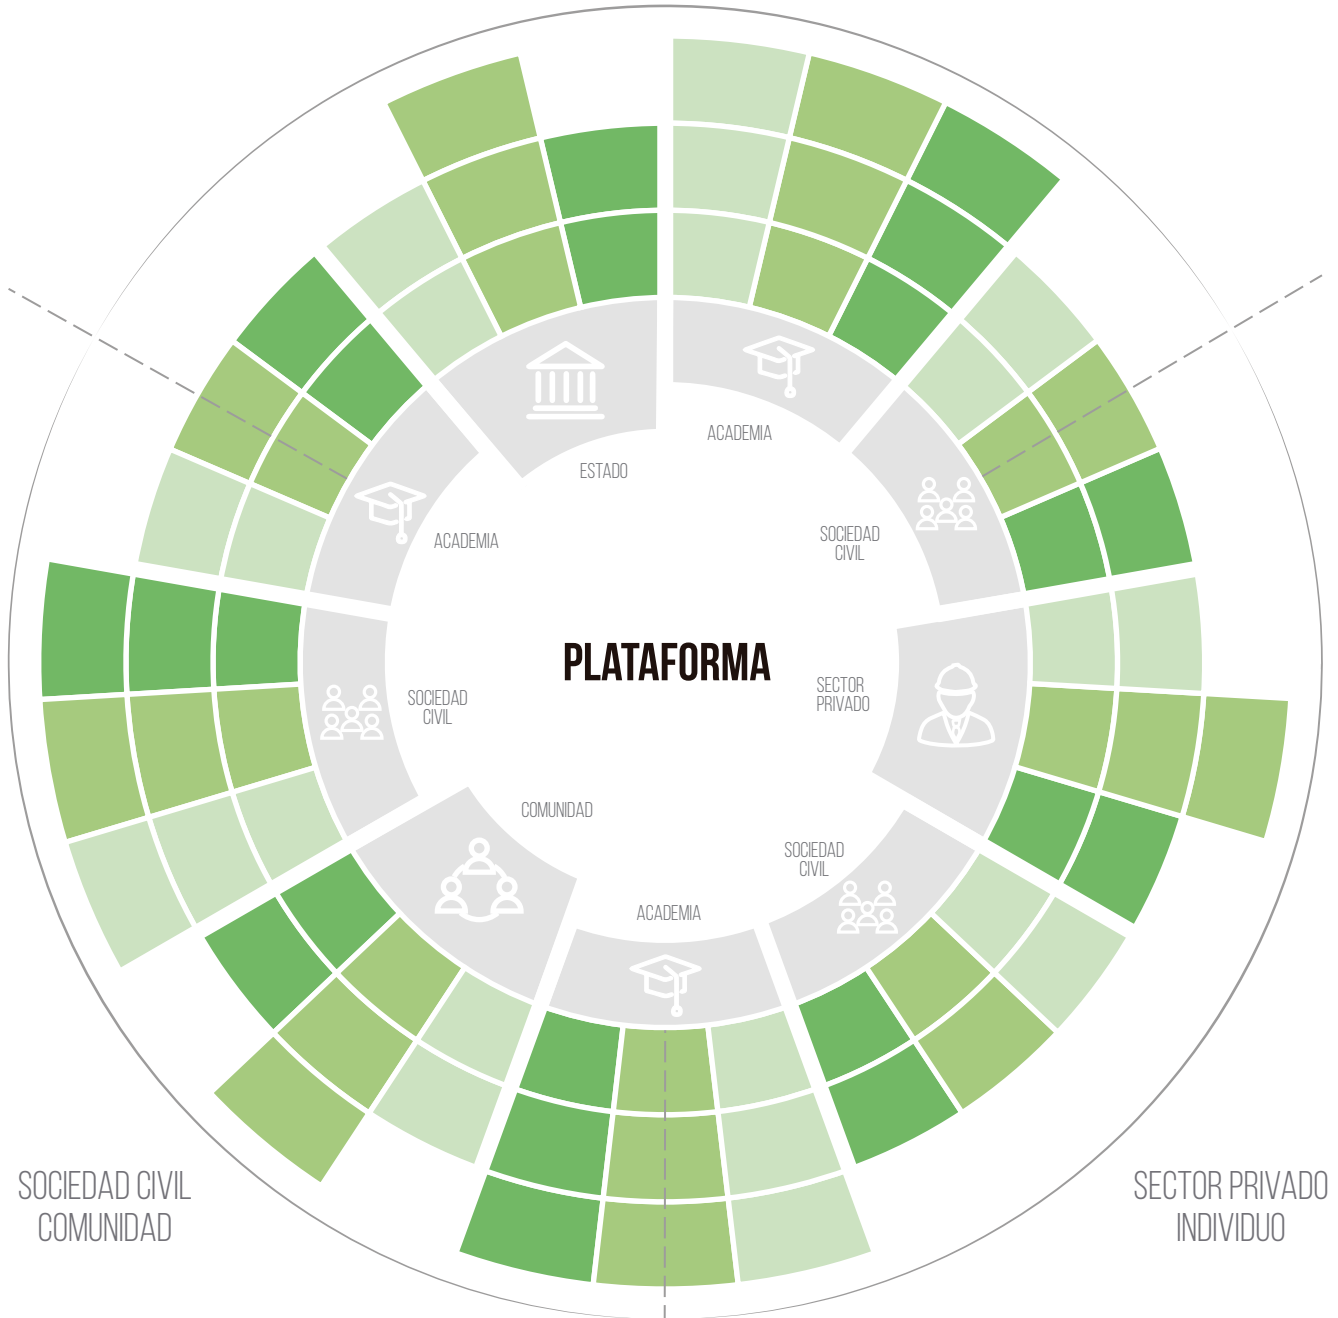 ACADEMIA
ESTADO
SOCIEDAD
CIVIL
ACADEMIA
PLATAFORMA
SECTOR
PRIVADO
SOCIEDAD
CIVIL
COMUNIDAD
SOCIEDAD
CIVIL
ACADEMIA
SOCIEDAD CIVIL
COMUNIDAD
SECTOR PRIVADO
INDIVIDUO